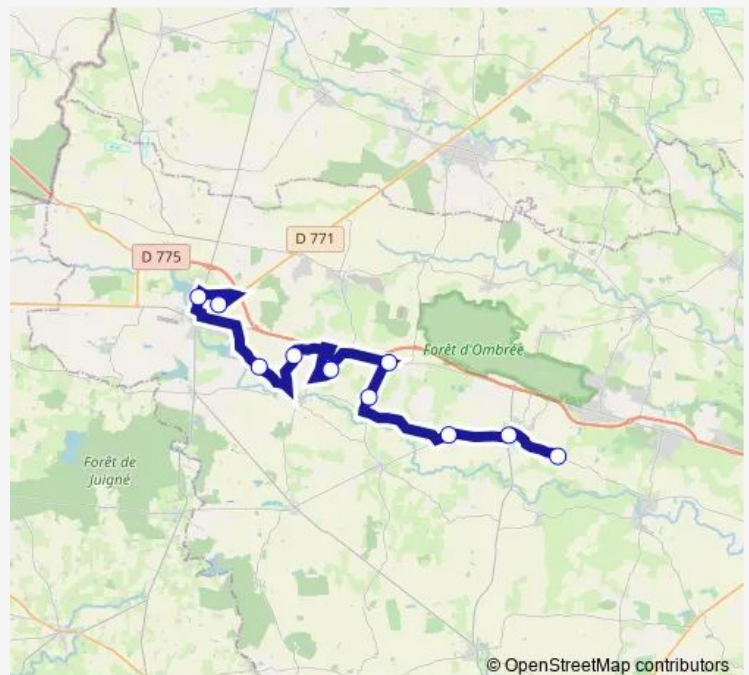 D 771
D 775
Forêt d'Ombrée
Forêt de
Juigné
© OpenStreetMap contributors